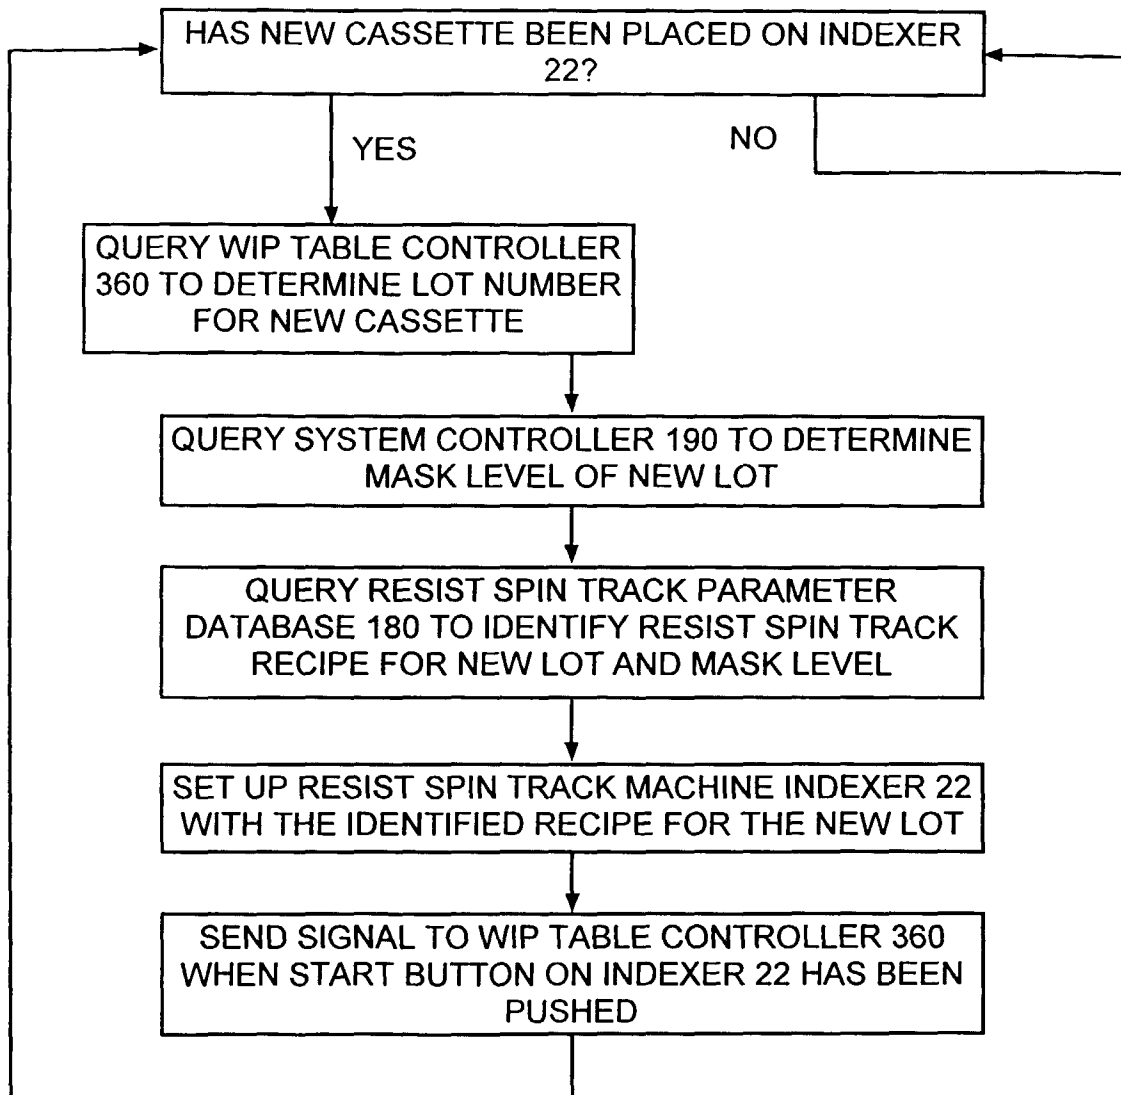 HAS NEW CASSETTE BEEN PLACED ON INDEXER
22?
YES
NO
QUERY WIP TABLE CONTROLLER
360 TO DETERMINE LOT NUMBER
FOR NEW CASSETTE
QUERY SYSTEM CONTROLLER 190 TO DETERMINE
MASK LEVEL OF NEW LOT
QUERY RESIST SPIN TRACK PARAMETER
DATABASE 180 TO IDENTIFY RESIST SPIN TRACK
RECIPE FOR NEW LOT AND MASK LEVEL
SET UP RESIST SPIN TRACK MACHINE INDEXER 22
WITH THE IDENTIFIED RECIPE FOR THE NEW LOT
SEND SIGNAL TO WIP TABLE CONTROLLER 360
WHEN START BUTTON ON INDEXER 22 HAS BEEN
PUSHED